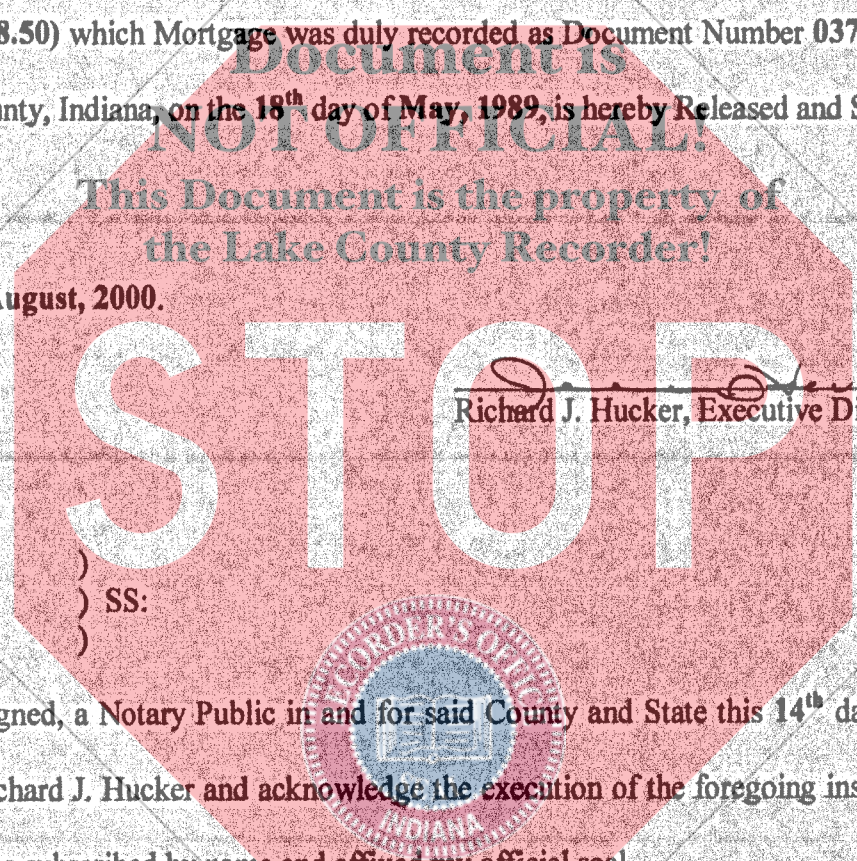 8.50) which Mortgage was duly recorded as Document Number 037
Document is
nty, Indiana, on the 18th day of May, 1989, is hereby Released and S
NOT OFFICIAL!
This Document is the property of
the Lake County Recorder!
ugust, 2000.
STOP
Richard J. Hucker, Executive Di
)
) SS:
)
RECORDER'S OFFIC
INDIANA
gned, a Notary Public in and for said County and State this 14th da
chard J. Hucker and acknowledge the execution of the foregoing ins
official seal